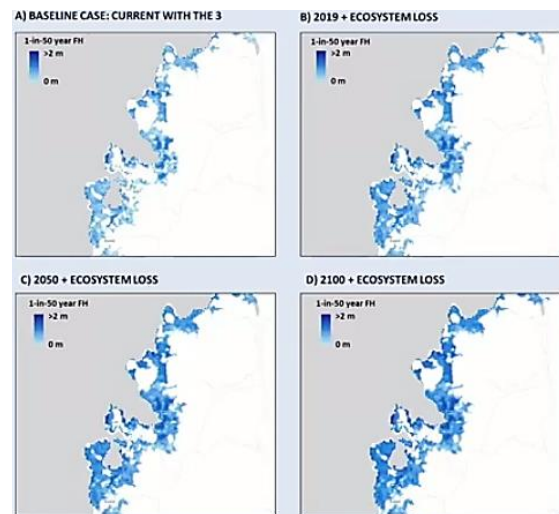 A) BASELINE CASE: CURRENT WITH THE 3
B) 2019 + ECOSYSTEM LOSS
1-in-50 year FH
>2 m
0 m
1-in-50 year FH
>2 m
0 m
C) 2050 + ECOSYSTEM LOSS
D) 2100 + ECOSYSTEM LOSS
1-in-50 year FH
>2 m
0 m
1-in-50 year FH
>2 m
0 m